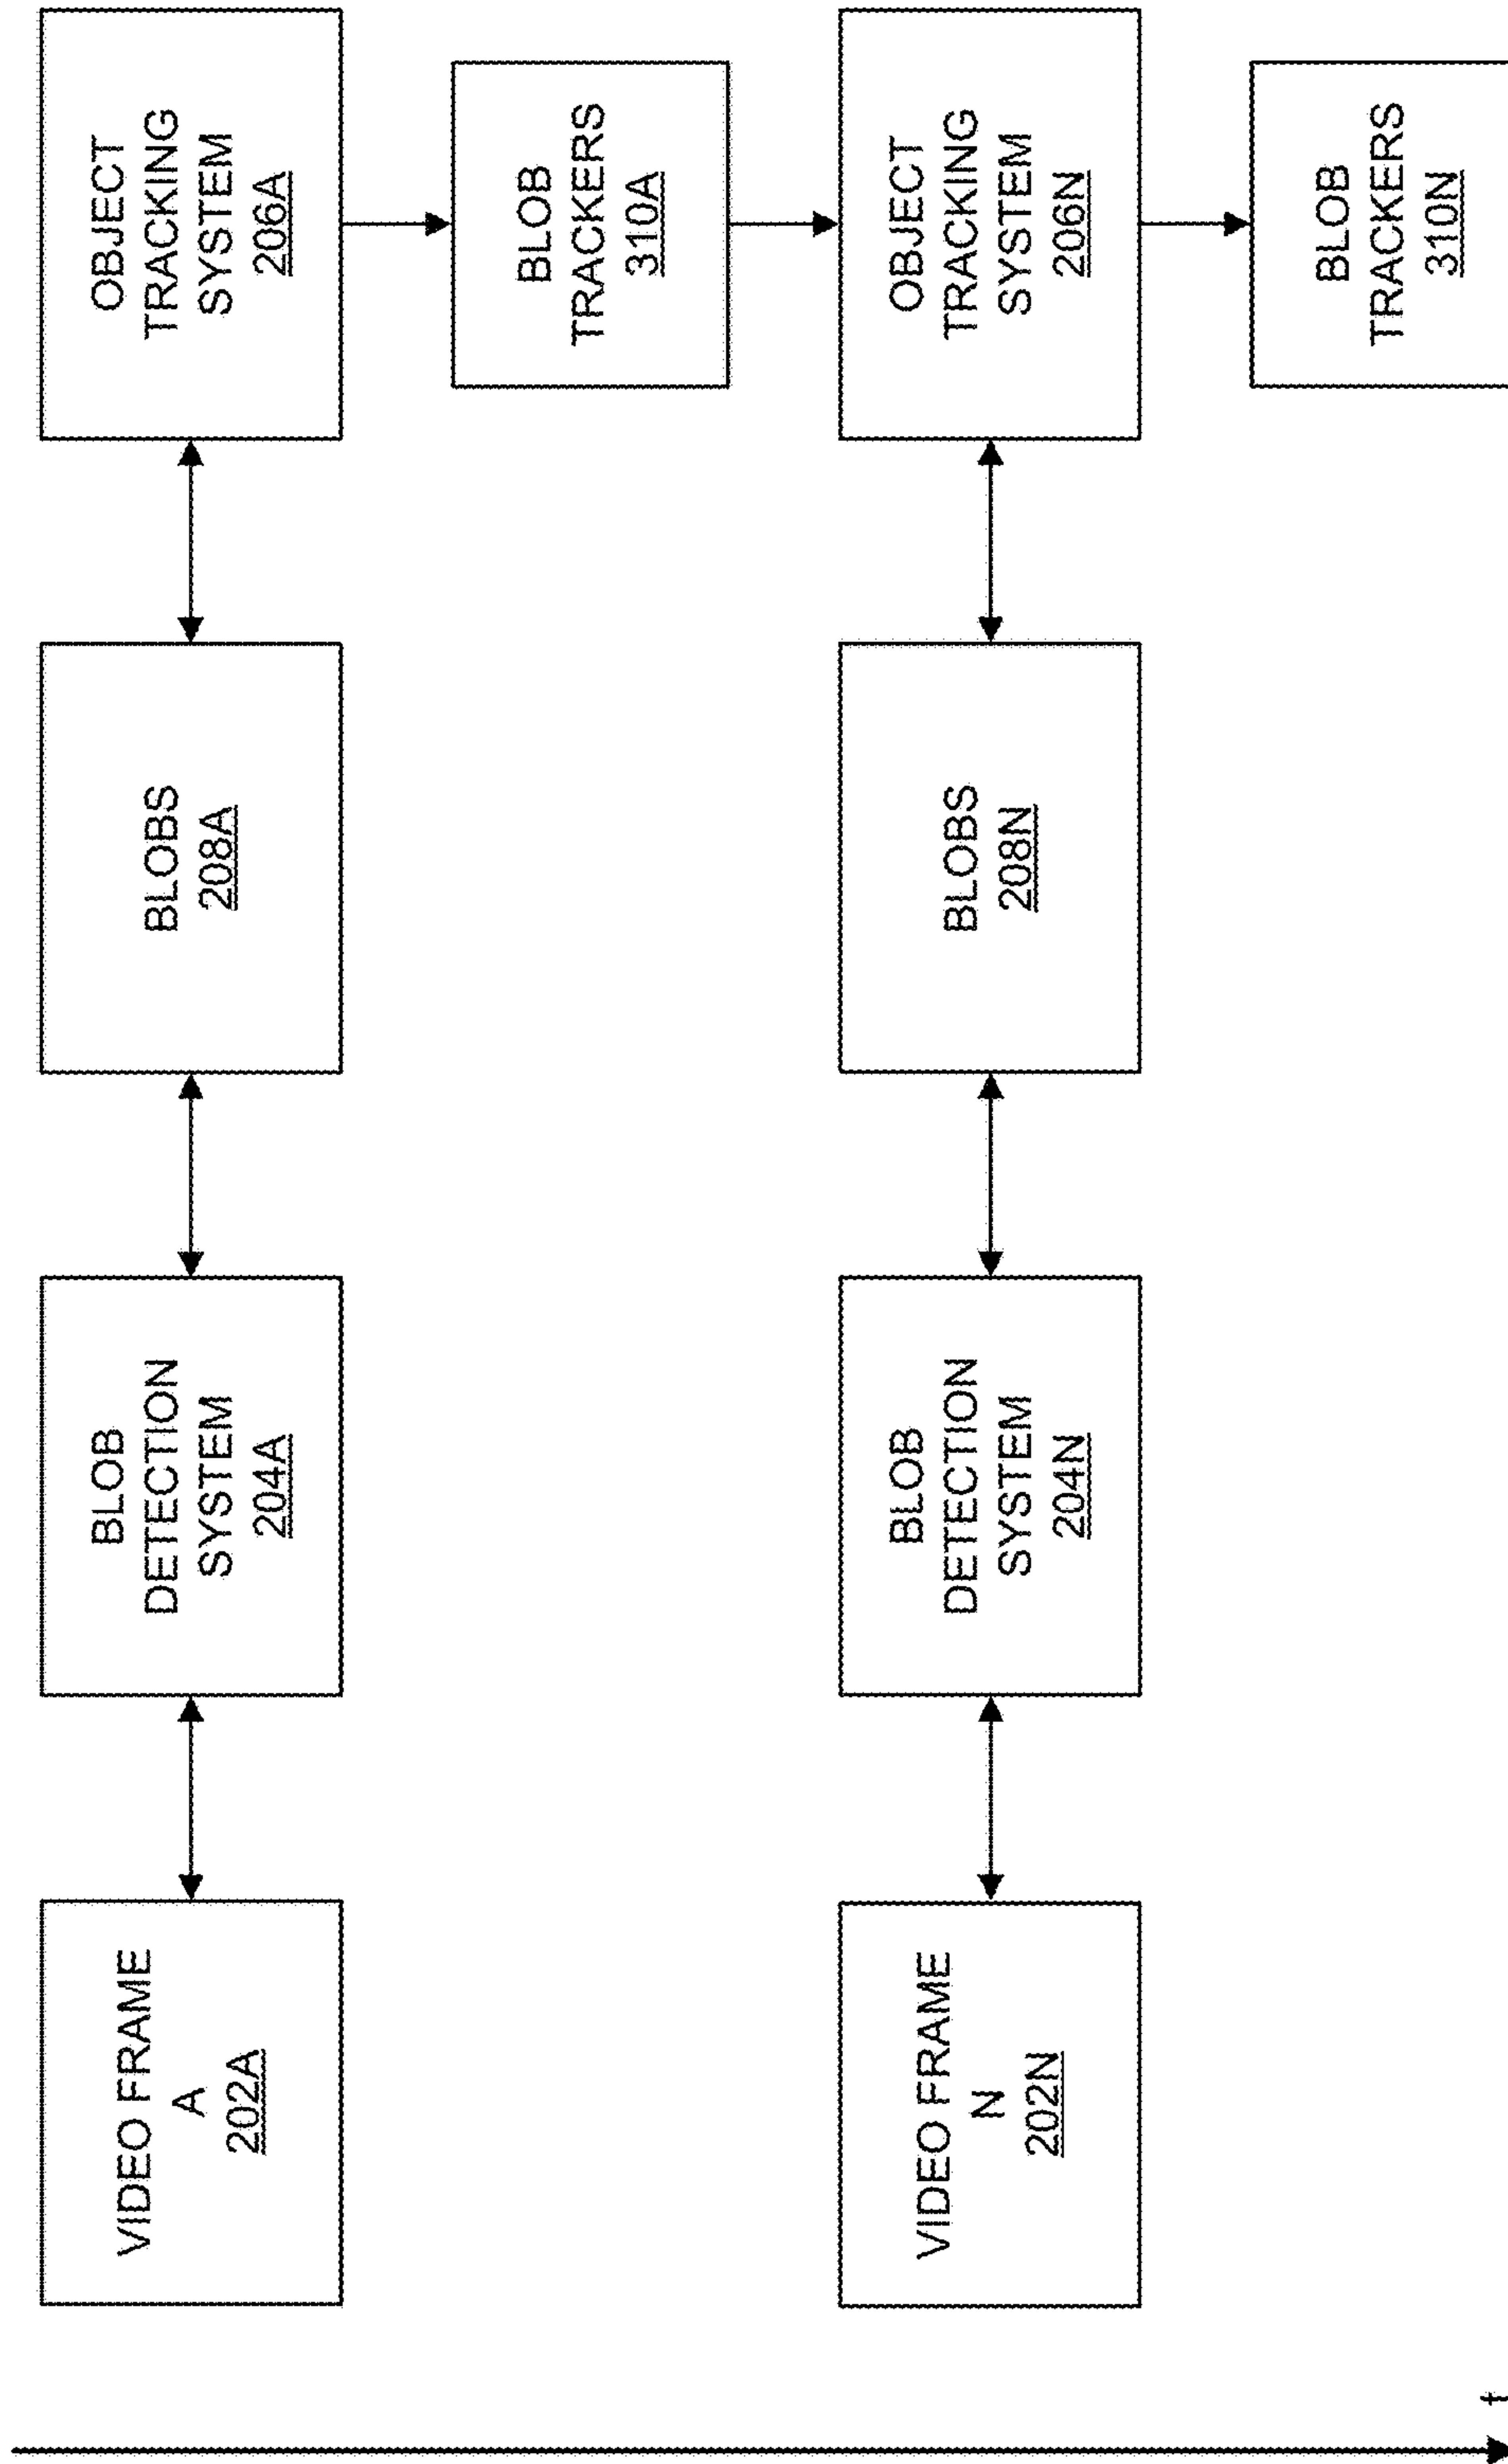 VIDEO FRAME
A
202A
BLOB
DETECTION
SYSTEM
204A
BLOBS
208A
OBJECT
TRACKING
SYSTEM
206A
BLOB
TRACKERS
310A
VIDEO FRAME
N
202N
BLOB
DETECTION
SYSTEM
204N
BLOBS
208N
OBJECT
TRACKING
SYSTEM
206N
BLOB
TRACKERS
310N
t